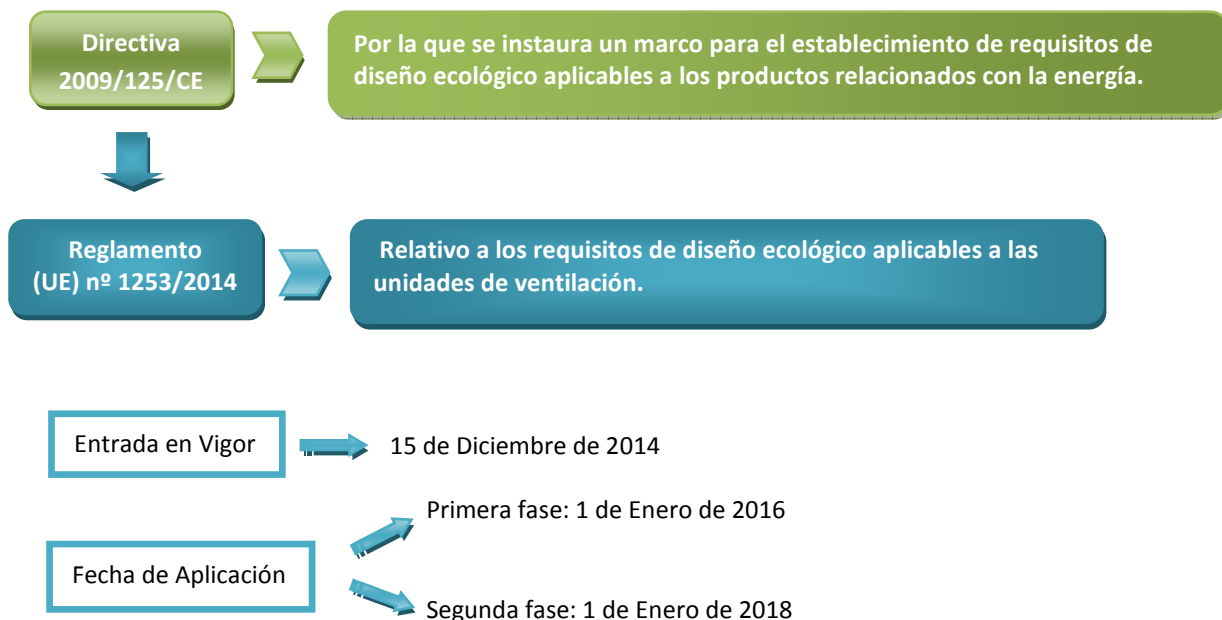 Directiva
2009/125/CE
Por la que se instaura un marco para el establecimiento de requisitos de
diseño ecológico aplicables a los productos relacionados con la energía.
Reglamento
(UE) nº 1253/2014
Relativo a los requisitos de diseño ecológico aplicables a las
unidades de ventilación.
Entrada en Vigor
15 de Diciembre de 2014
Primera fase: 1 de Enero de 2016
Fecha de Aplicación
Segunda fase: 1 de Enero de 2018